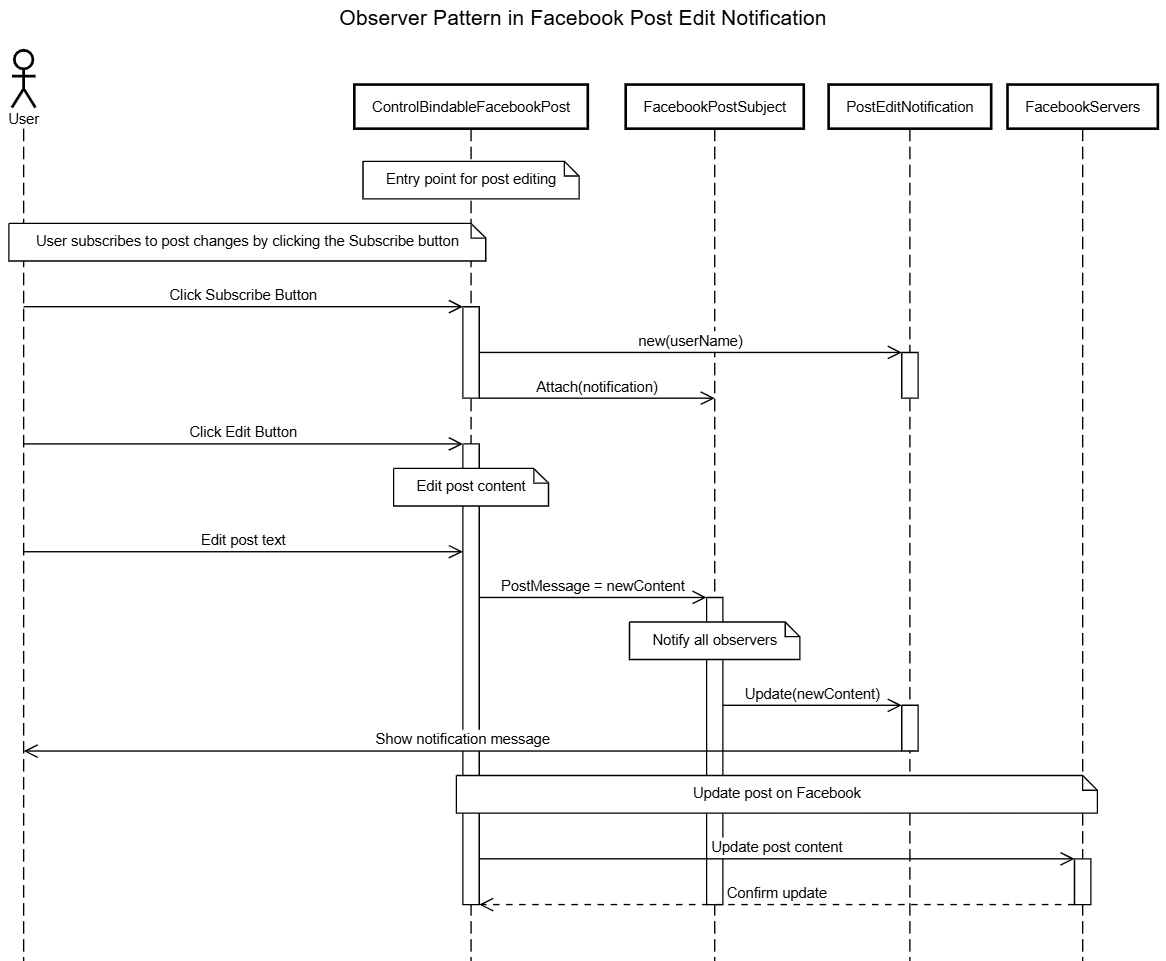 Observer Pattern in Facebook Post Edit Notification
User
ControlBindableFacebookPost
FacebookPostSubject
PostEditNotification
FacebookServers
Entry point for post editing
User subscribes to post changes by clicking the Subscribe button
Click Subscribe Button
new(userName)
Attach(notification)
Click Edit Button
Edit post content
Edit post text
PostMessage = newContent
Notify all observers
Update(newContent)
Show notification message
Update post on Facebook
Update post content
Confirm update